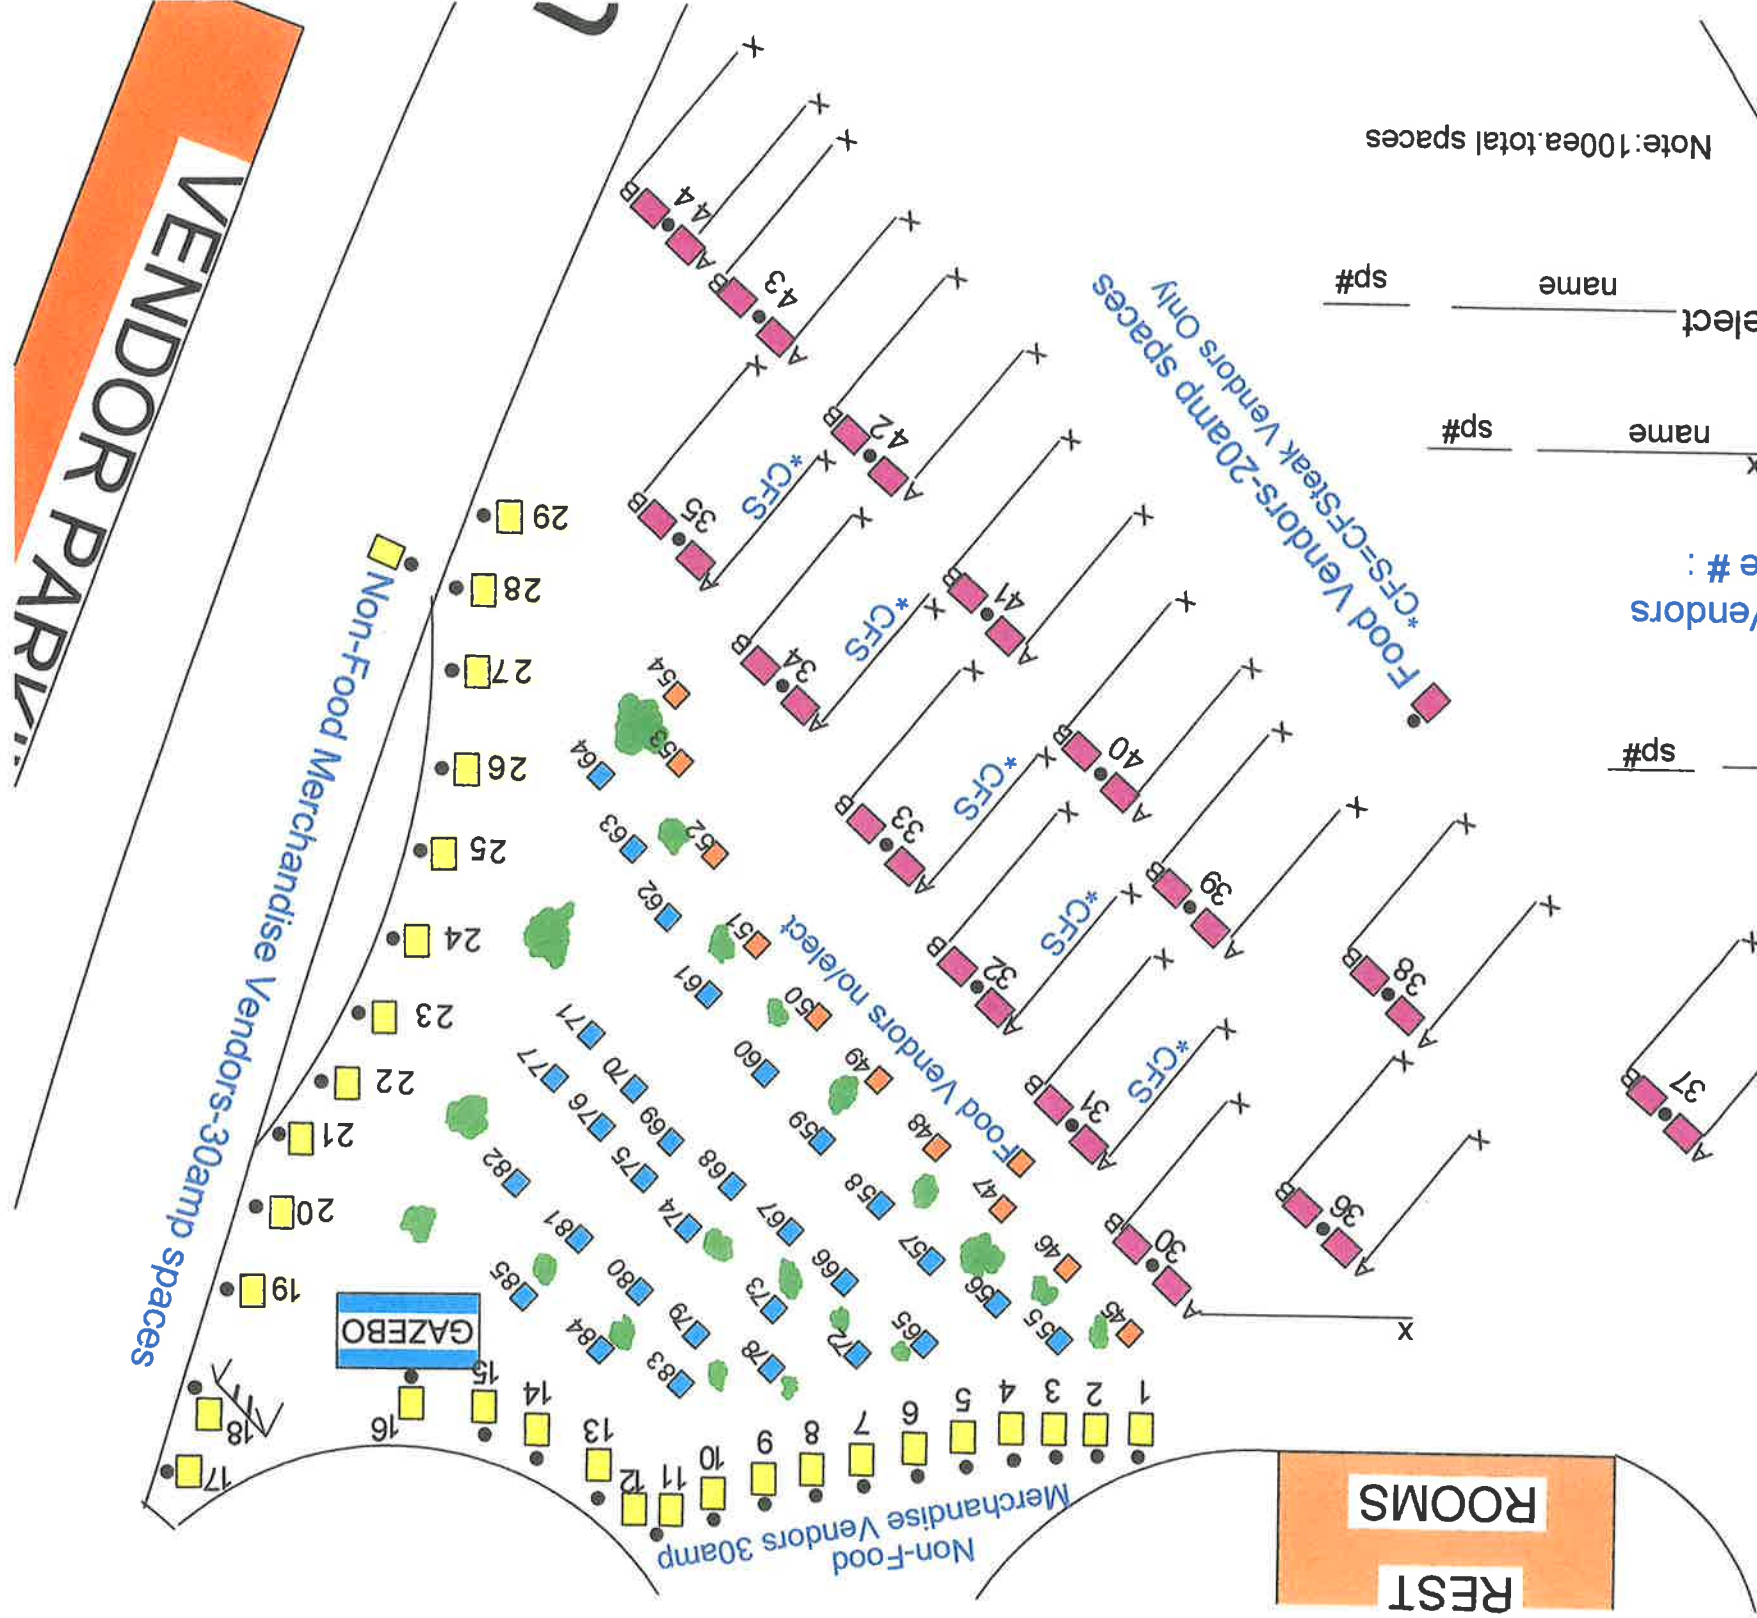 REST
ROOMS
Non-Food
Merchandise Vendors 30amp
1
2
3
4
5
6
7
8
9
10
11
12
13
14
15
16
17
18
GAZEBO
19
20
21
22
23
24
25
26
27
28
29
Non-Food Merchandise Vendors-30amp spaces
x
A 30 B
x
A 31 B
x
*CFS
x
A 32 B
x
*CFS
x
A 33 B
x
*CFS
x
A 34 B
x
*CFS
x
A 35 B
x
*CFS
x
A 36 B
x
x
A 37 B
x
A 38 B
x
x
A 39 B
x
x
A 40 B
x
x
A 41 B
x
x
A 42 B
x
x
A 43 B
x
x
A 44 B
x
x
45
46
47
48
49
50
51
52
53
54
Food Vendors no/elect
55
56
57
58
59
60
61
62
63
64
65
66
67
68
69
70
71
72
73
74
75
76
77
78
79
80
81
82
83
84
85
sp#
Vendors
e # :
Food Vendors-20amp spaces
*CFS=CFSteak Vendors Only
x
name sp#
elect
name sp#
Note:100ea.total spaces
VENDOR PARK